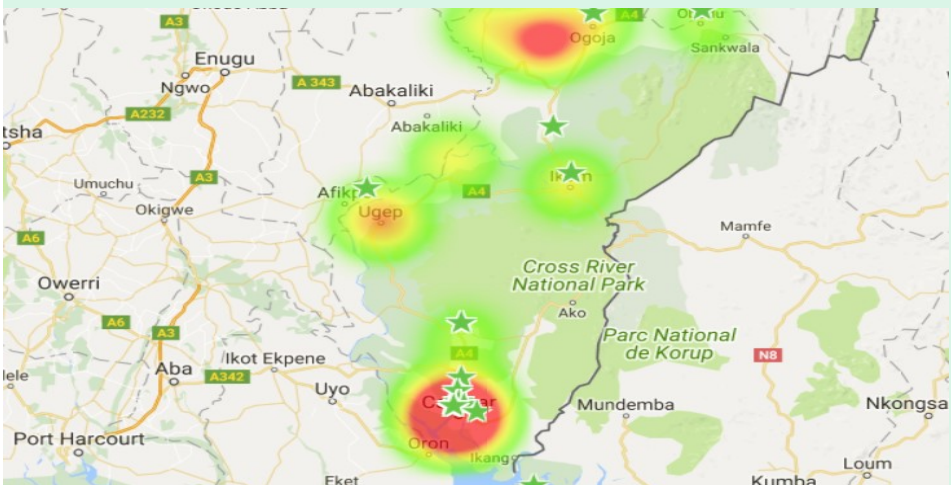 A3
A4
Ogoja
Sankwala
Enugu
Ngwo
A 343
Abakaliki
A232
Abakaliki
tsha
A3
Umuchu
Afikp
A4
Ugep
Okigwe
A6
Mamfe
Owerri
Cross River
National Park
Ako
A6
A3
Parc National
de Korup
A4
Ikot Ekpene
N8
Aba
A342
Uyo
Mundemba
Nkongsa
Port Harcourt
Oron
Ikang
Loum
Eket
Kumba